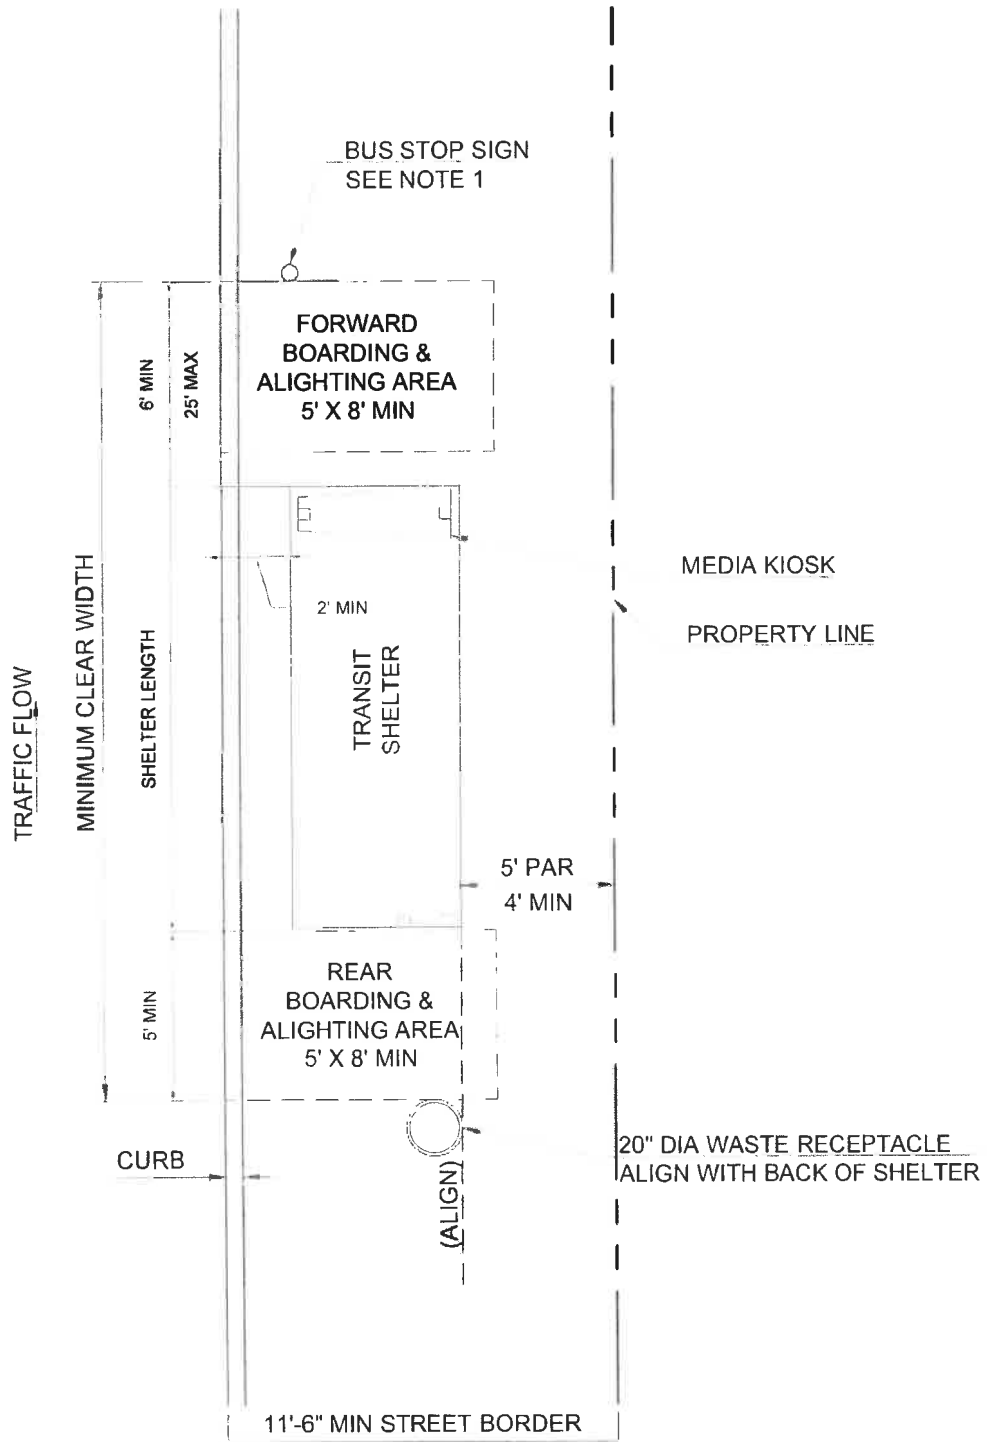 BUS STOP SIGN
SEE NOTE 1
FORWARD
BOARDING &
ALIGHTING AREA
5' X 8' MIN
6' MIN
25' MAX
MEDIA KIOSK
2' MIN
PROPERTY LINE
TRANSIT
SHELTER
SHELTER LENGTH
MINIMUM CLEAR WIDTH
TRAFFIC FLOW
5' PAR
4' MIN
REAR
BOARDING &
ALIGHTING AREA
5' X 8' MIN
5' MIN
20" DIA WASTE RECEPTACLE
ALIGN WITH BACK OF SHELTER
CURB
(ALIGN)
11'-6" MIN STREET BORDER